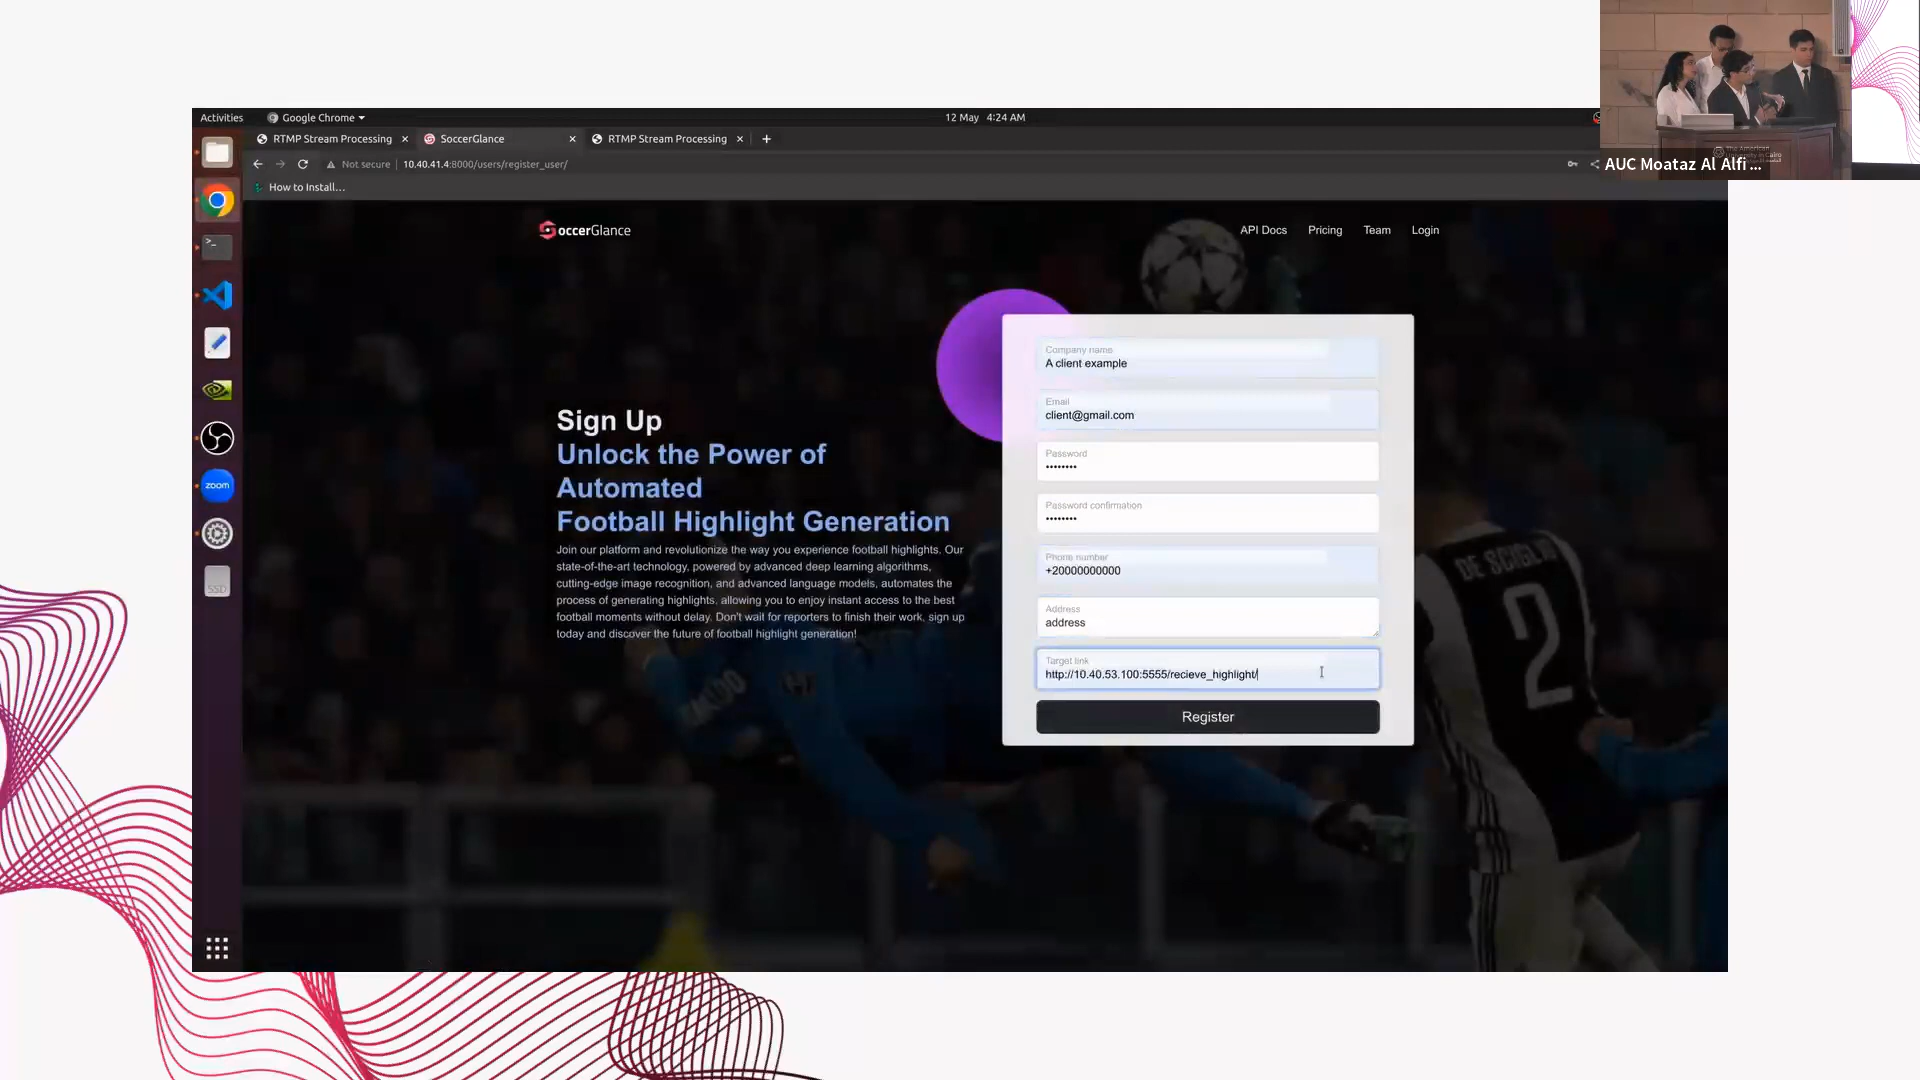 Activities
Google Chrome
12 May 4:24 AM
RTMP Stream Processing
SoccerGlance
RTMP Stream Processing
Not secure
10.40.41.4:8000/users/register_user/
How to Install...
AUC Moataz Al Alfi ...
The American
SoccerGlance
API Docs
Pricing
Team
Login
Sign Up
Unlock the Power of
Automated
Football Highlight Generation
Join our platform and revolutionize the way you experience football highlights. Our
state-of-the-art technology, powered by advanced deep learning algorithms,
cutting-edge image recognition, and advanced language models, automates the
process of generating highlights, allowing you to enjoy instant access to the best
football moments without delay. Don't wait for reporters to finish their work, sign up
today and discover the future of football highlight generation!
Company name
A client example
Email
client@gmail.com
Password
••••••••
Password confirmation
••••••••
Phone number
+20000000000
Address
address
Target link
http://10.40.53.100:5555/recieve_highlight/
Register
zoom
SSD
DE SCIGLIO
2
RONALDO